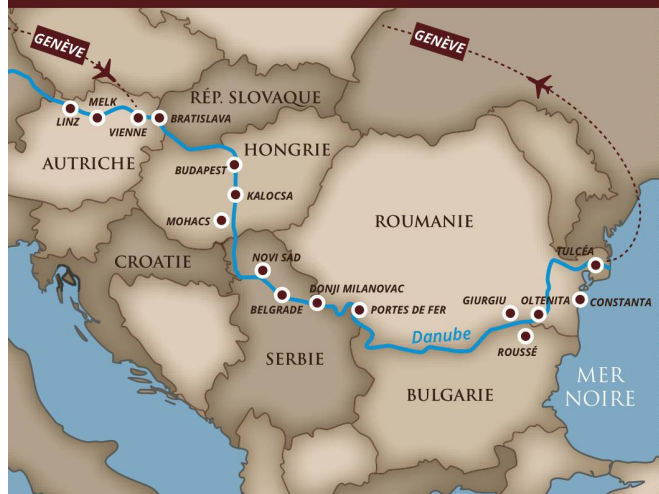 GENÈVE
GENÈVE
RÉP. SLOVAQUE
MELK
LINZ
VIENNE
BRATISLAVA
AUTRICHE
HONGRIE
BUDAPEST
KALOCSA
MOHACS
ROUMANIE
CROATIE
NOVI SAD
TULCÉA
DONJI MILANOVAC
BELGRADE
PORTES DE FER
GIURGIU
OLTENITA
CONSTANTA
Danube
ROUSSÉ
SERBIE
BULGARIE
MER
NOIRE